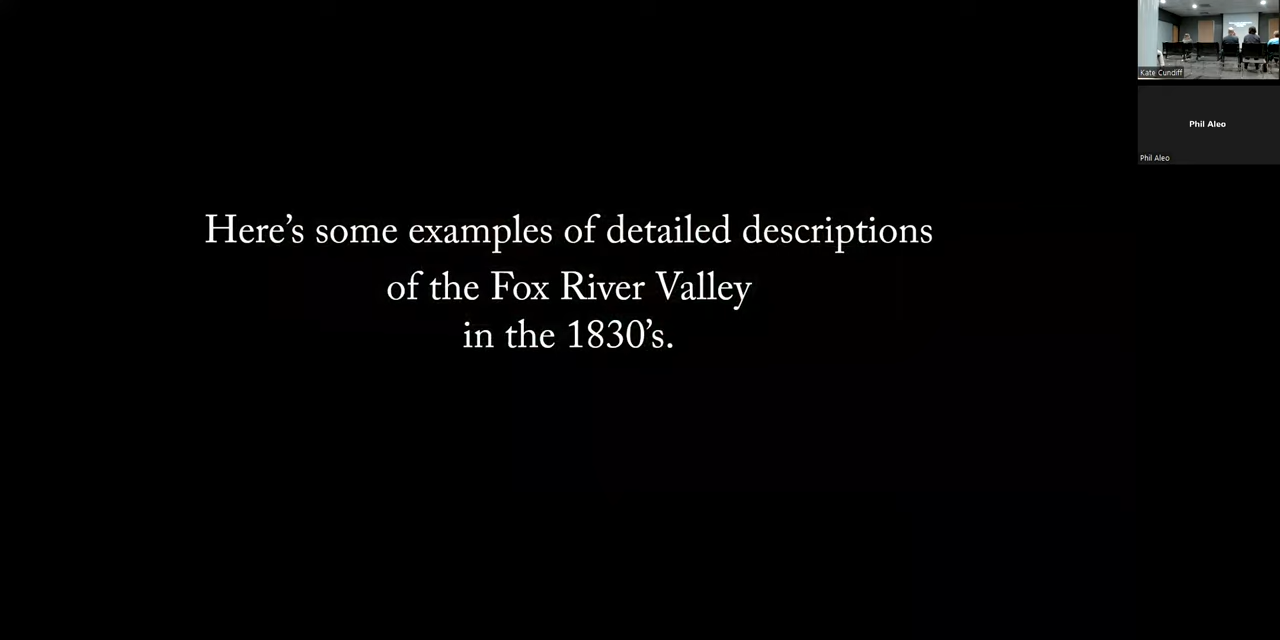 Here’s some examples of detailed descriptions
of the Fox River Valley
in the 1830’s.
Kate Cundiff
Phil Aleo
Phil Aleo